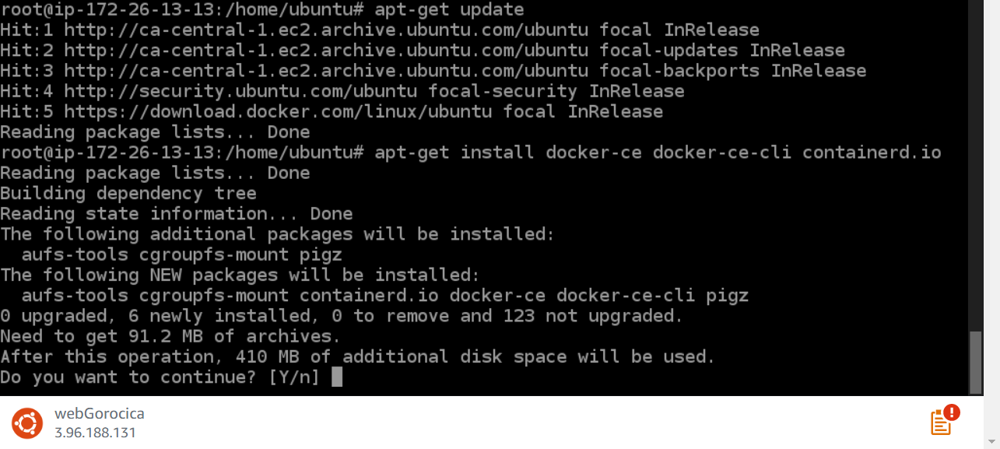 root@ip-172-26-13-13:/home/ubuntu# apt-get update
Hit:1 http://ca-central-1.ec2.archive.ubuntu.com/ubuntu focal InRelease
Hit:2 http://ca-central-1.ec2.archive.ubuntu.com/ubuntu focal-updates InRelease
Hit:3 http://ca-central-1.ec2.archive.ubuntu.com/ubuntu focal-backports InRelease
Hit:4 http://security.ubuntu.com/ubuntu focal-security InRelease
Hit:5 https://download.docker.com/linux/ubuntu focal InRelease
Reading package lists... Done
root@ip-172-26-13-13:/home/ubuntu# apt-get install docker-ce docker-ce-cli containerd.io
Reading package lists... Done
Building dependency tree
Reading state information... Done
The following additional packages will be installed:
  aufs-tools cgroupfs-mount pigz
The following NEW packages will be installed:
  aufs-tools cgroupfs-mount containerd.io docker-ce docker-ce-cli pigz
0 upgraded, 6 newly installed, 0 to remove and 123 not upgraded.
Need to get 91.2 MB of archives.
After this operation, 410 MB of additional disk space will be used.
Do you want to continue? [Y/n]
webGorocica
3.96.188.131